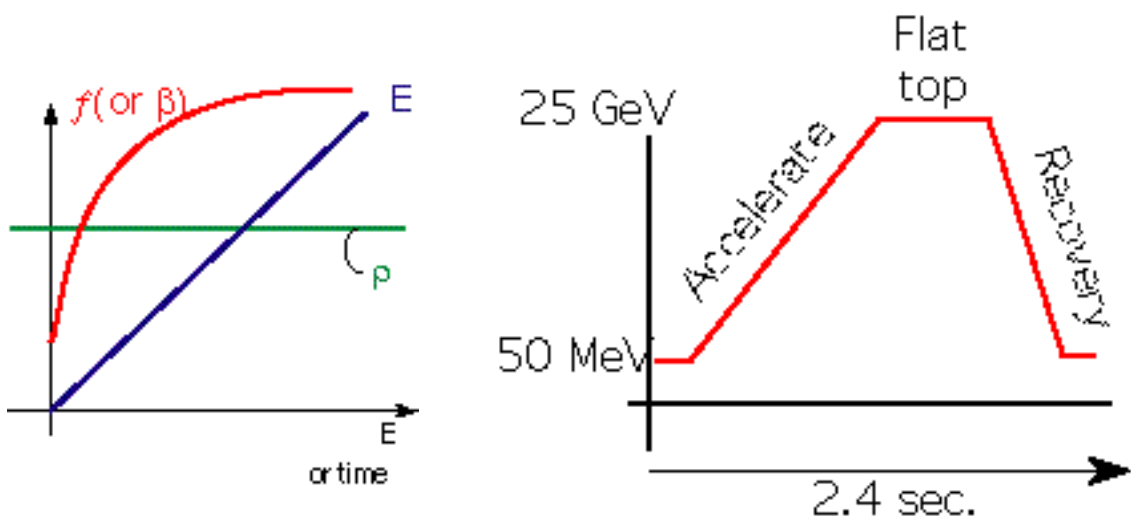 f(or β)
E
ρ
E
or time
Flat
top
25 GeV
Accelerate
Recovery
50 MeV
2.4 sec.